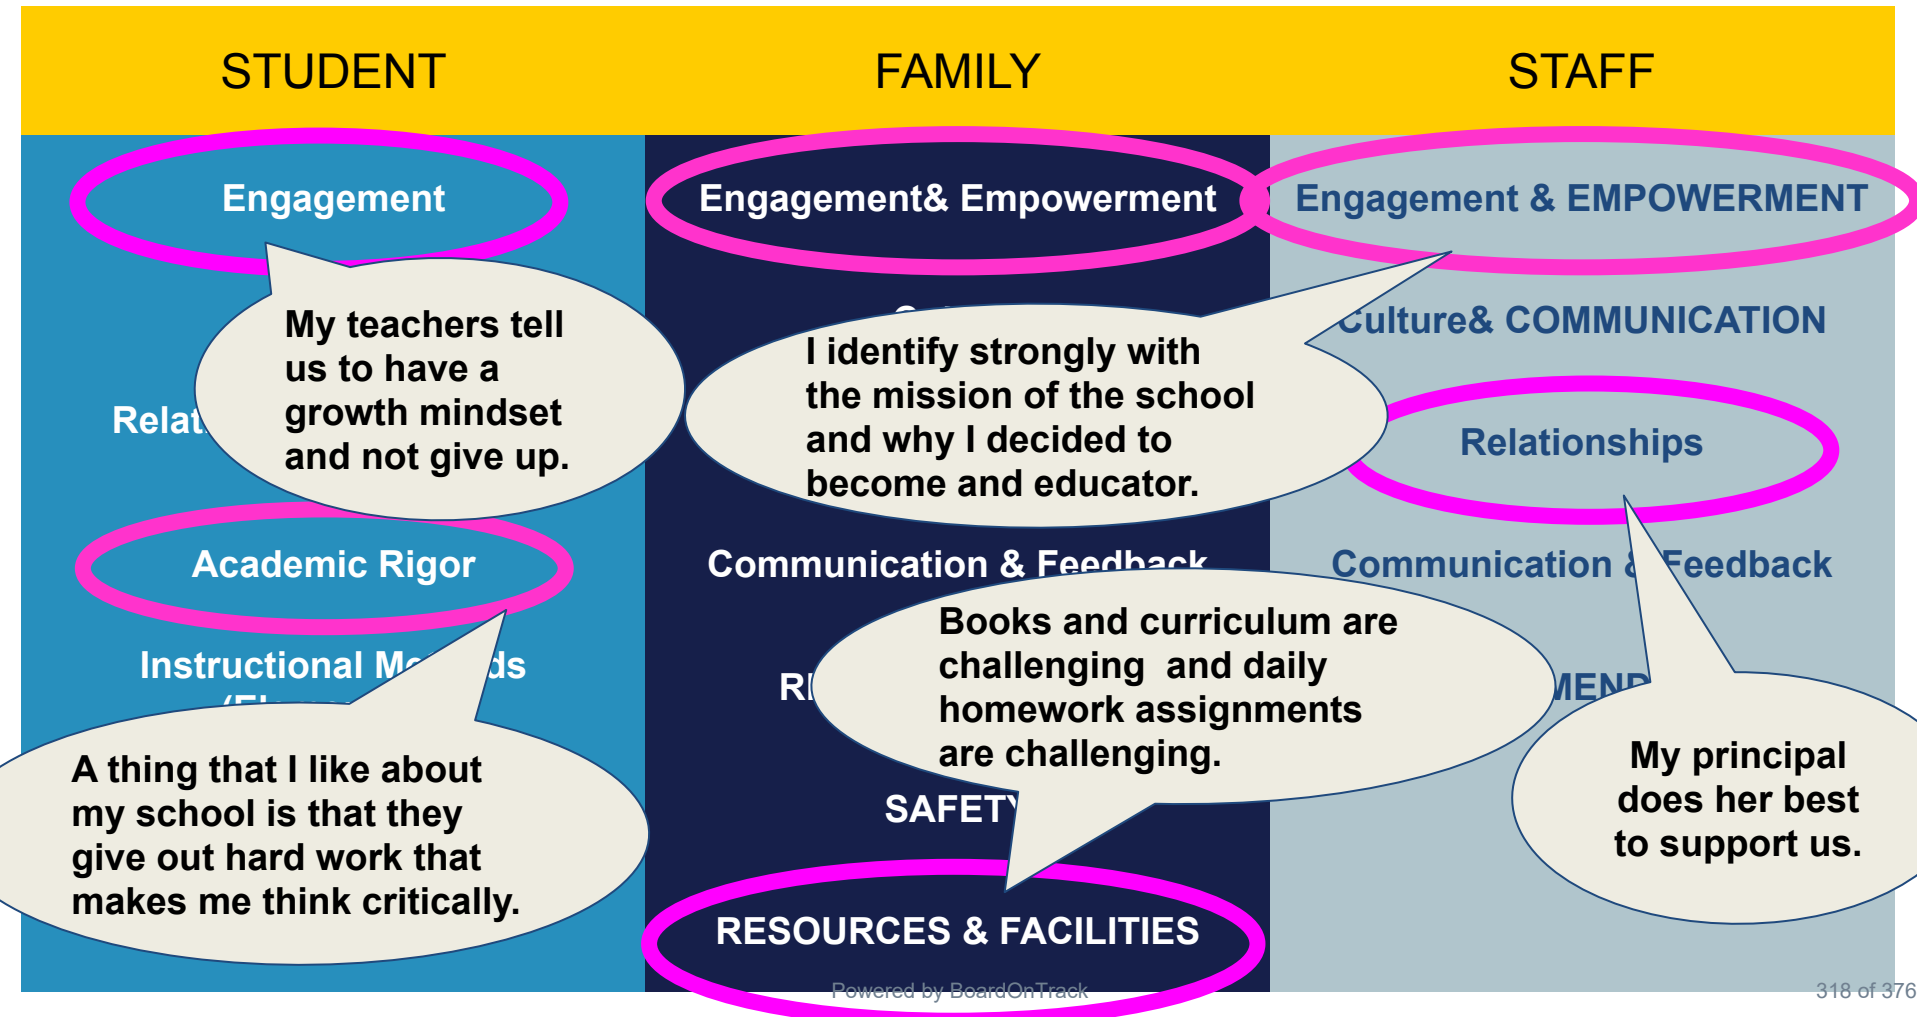 STUDENT
FAMILY
STAFF
Engagement
Engagement& Empowerment
Engagement & EMPOWERMENT
My teachers tell
us to have a
growth mindset
and not give up.
I identify strongly with
the mission of the school
and why I decided to
become and educator.
Culture& COMMUNICATION
Relationships
Academic Rigor
Communication & Feedback
Communication & Feedback
Instructional Methods
Books and curriculum are
challenging and daily
homework assignments
are challenging.
A thing that I like about
my school is that they
give out hard work that
makes me think critically.
SAFETY
My principal
does her best
to support us.
RESOURCES & FACILITIES
Powered by BoardOnTrack
318 of 376